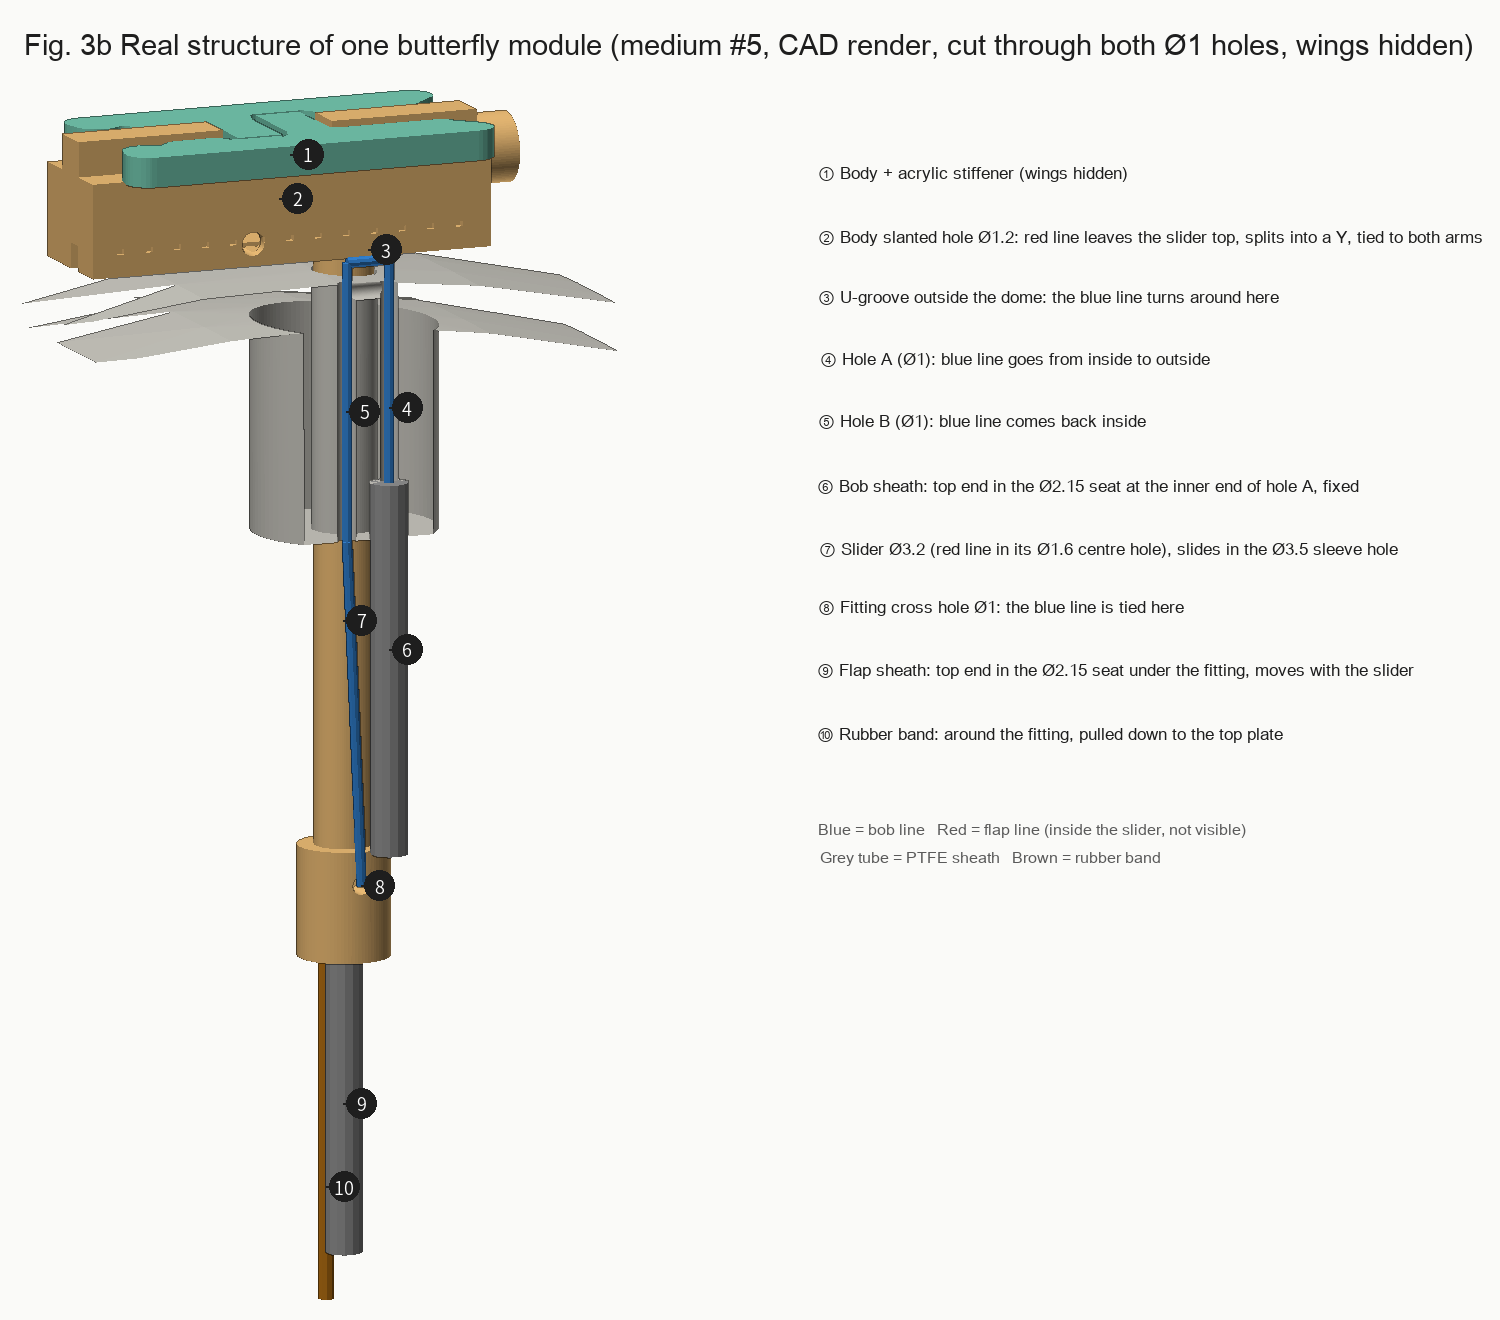 Fig. 3b Real structure of one butterfly module (medium #5, CAD render, cut through both Ø1 holes, wings hidden)
1
2
3
4
5
6
7
8
9
10
① Body + acrylic stiffener (wings hidden)
② Body slanted hole Ø1.2: red line leaves the slider top, splits into a Y, tied to both arms
③ U-groove outside the dome: the blue line turns around here
④ Hole A (Ø1): blue line goes from inside to outside
⑤ Hole B (Ø1): blue line comes back inside
⑥ Bob sheath: top end in the Ø2.15 seat at the inner end of hole A, fixed
⑦ Slider Ø3.2 (red line in its Ø1.6 centre hole), slides in the Ø3.5 sleeve hole
⑧ Fitting cross hole Ø1: the blue line is tied here
⑨ Flap sheath: top end in the Ø2.15 seat under the fitting, moves with the slider
⑩ Rubber band: around the fitting, pulled down to the top plate
Blue = bob line   Red = flap line (inside the slider, not visible)
Grey tube = PTFE sheath   Brown = rubber band